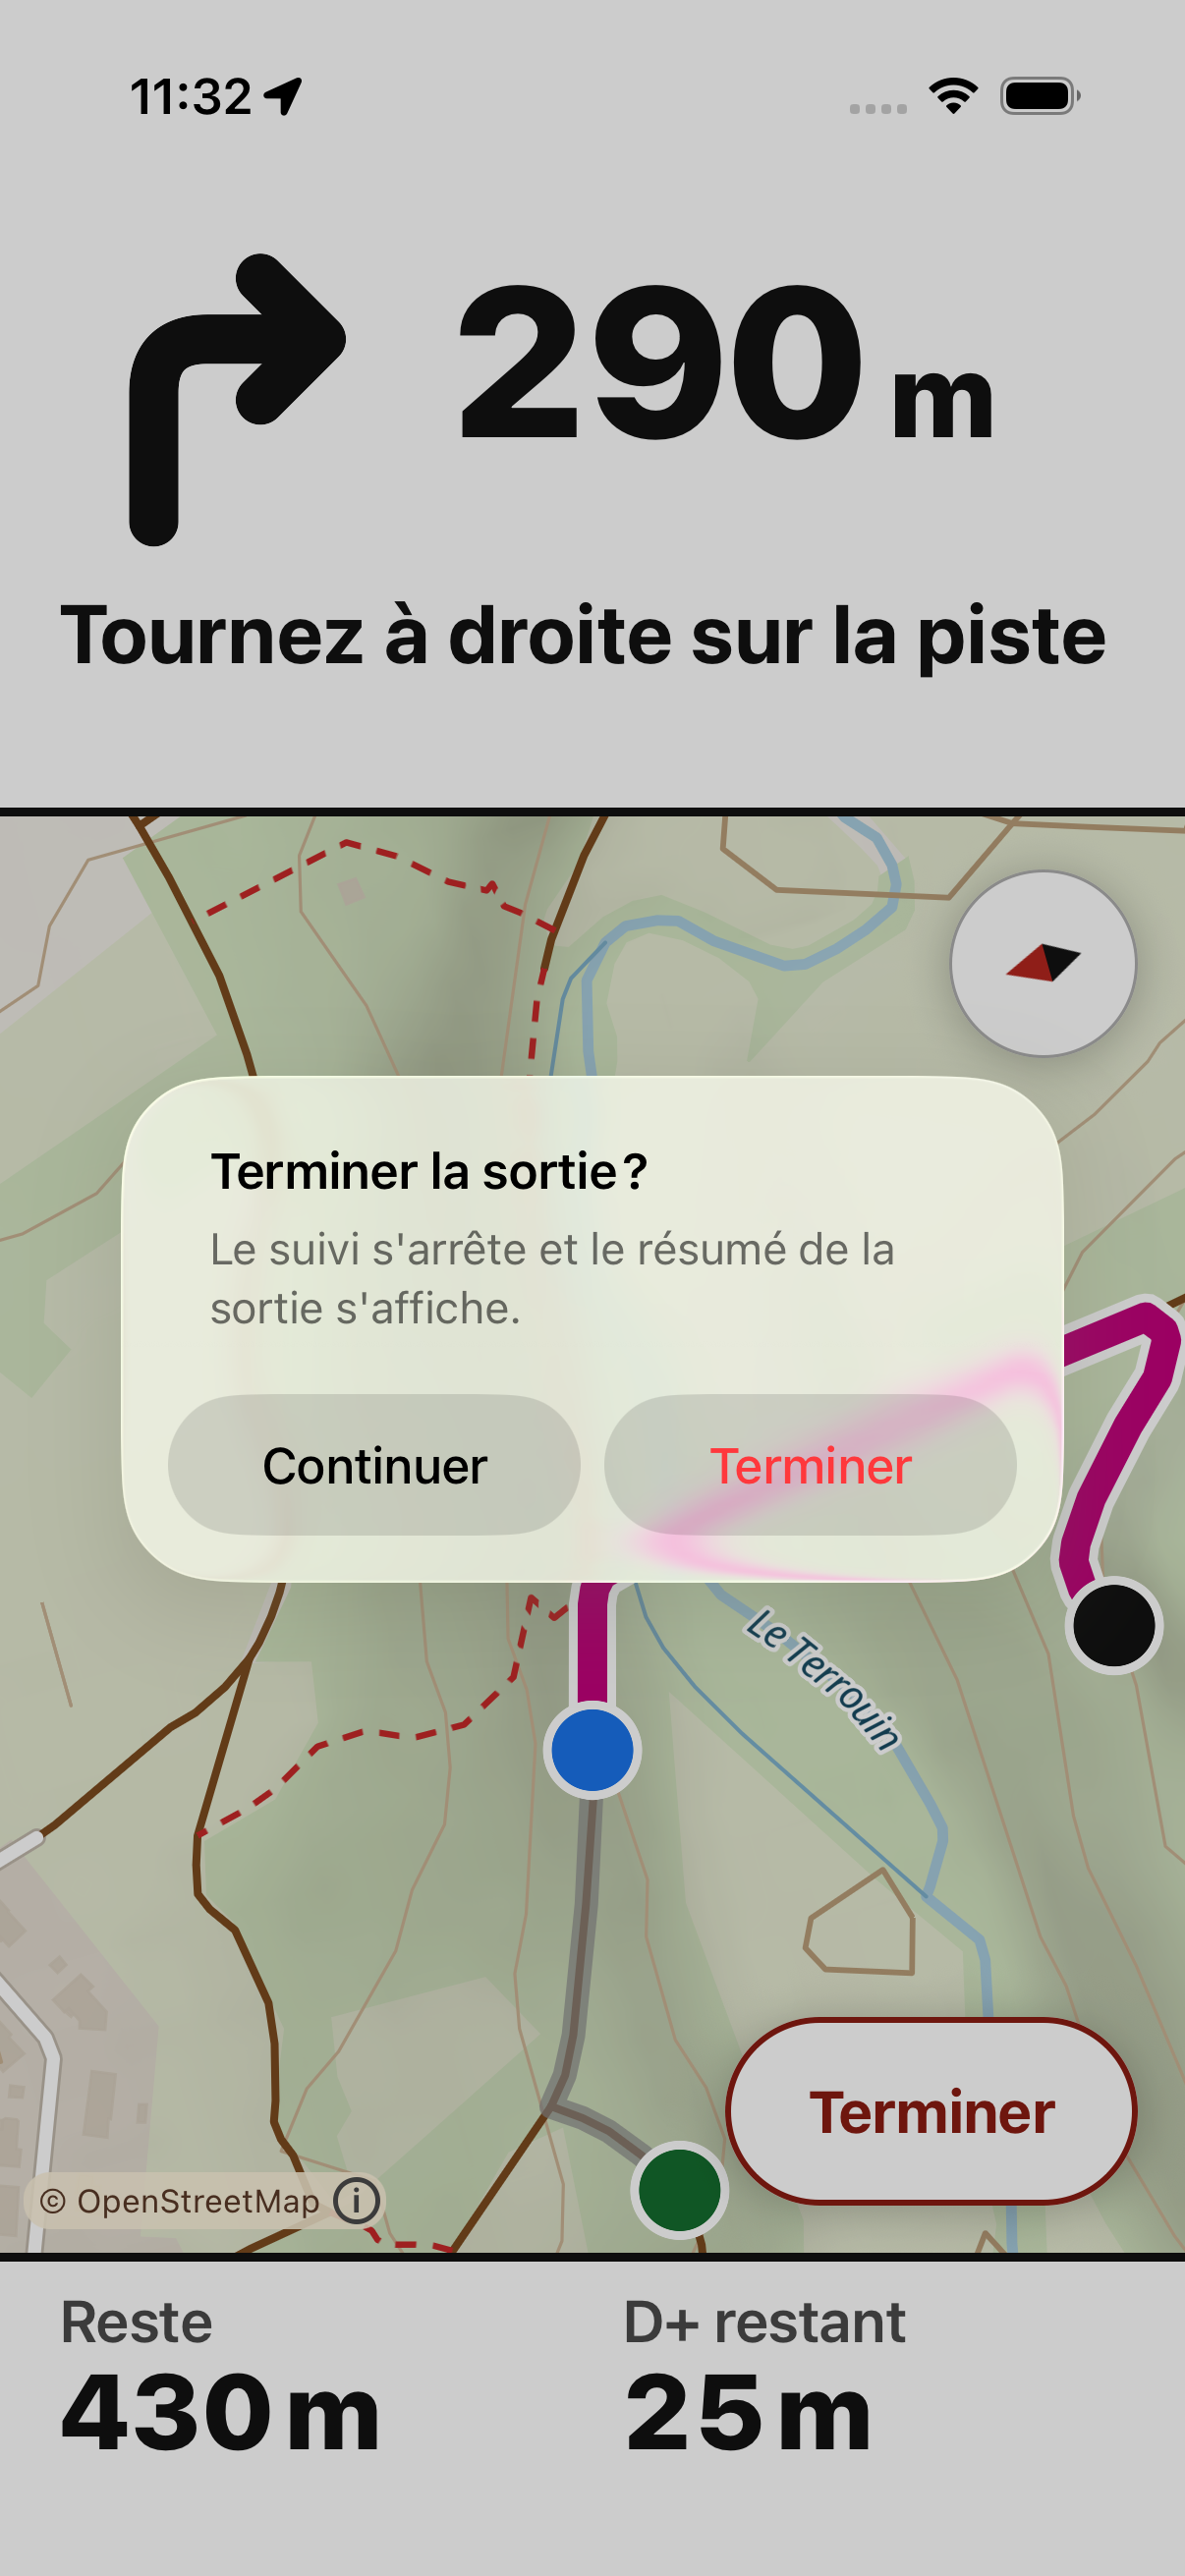 11:32
290 m
Tournez à droite sur la piste
Terminer la sortie ?
Le suivi s'arrête et le résumé de la
sortie s'affiche.
Continuer
Terminer
Le Terrouin
Terminer
© OpenStreetMap i
Reste
D+ restant
430 m
25 m